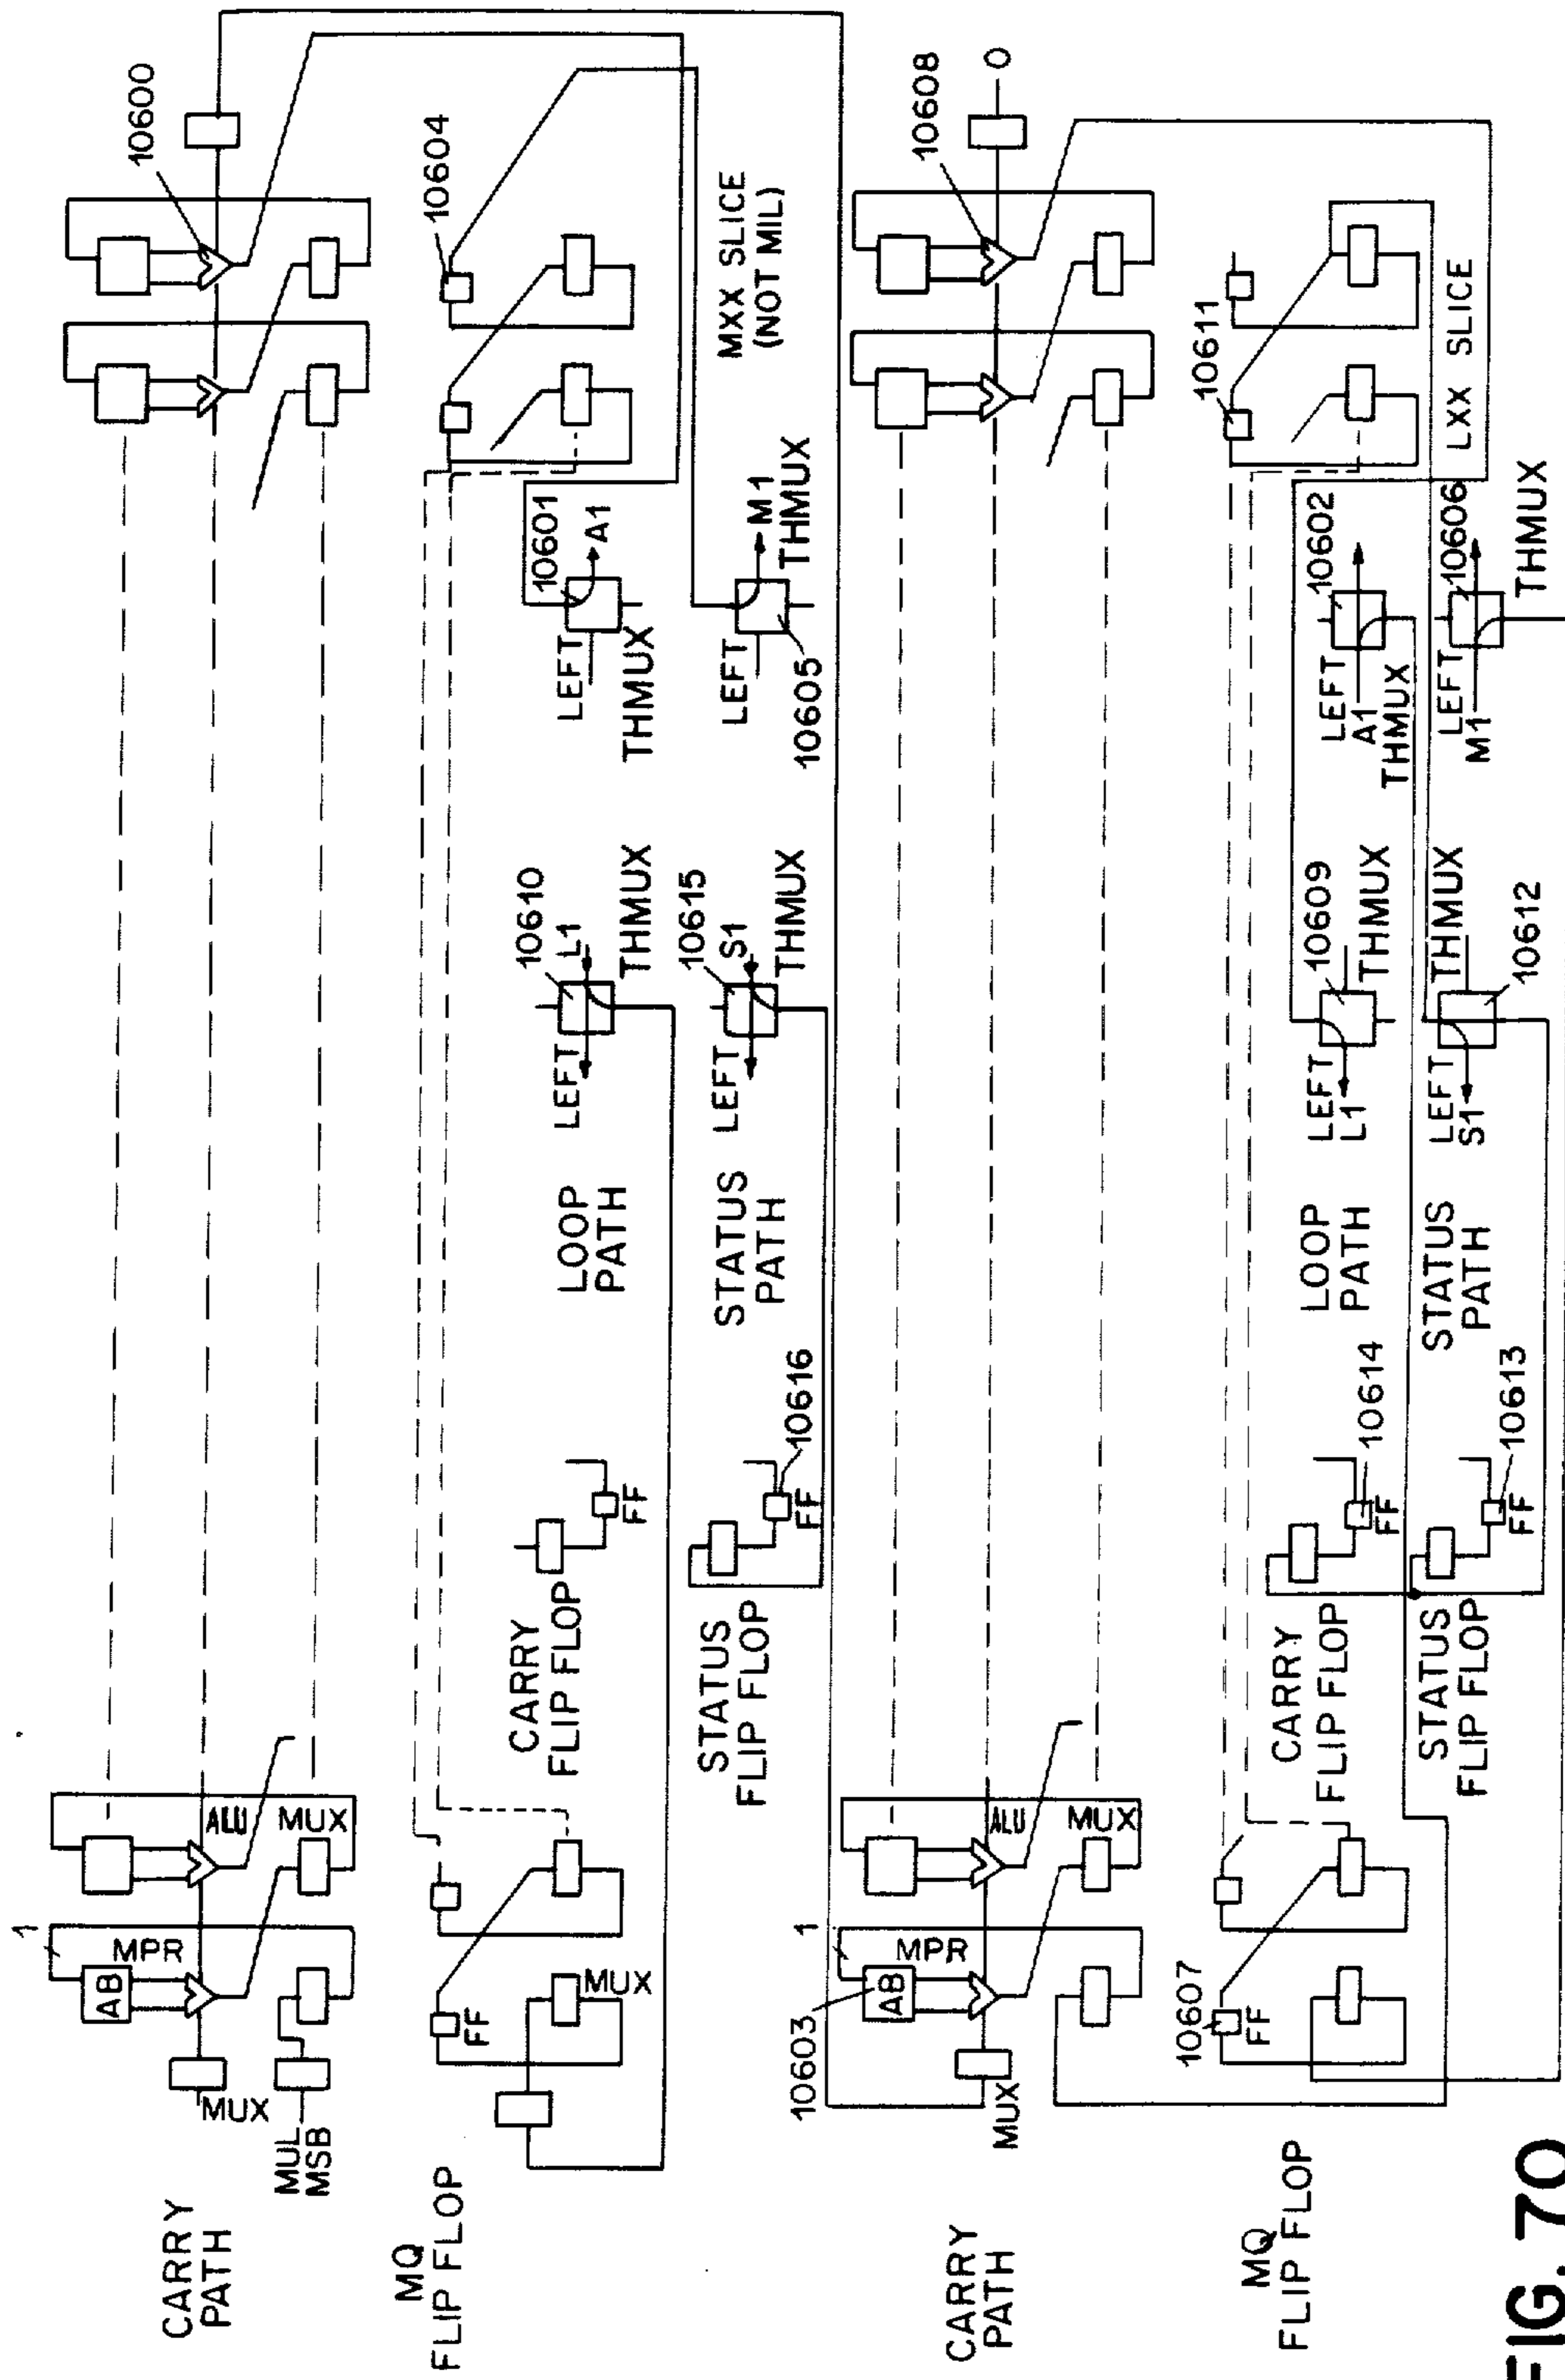 CARRY
PATH
MUX
MUL
MSB
1
AB
MPR
ALU
MUX
10600
MQ
FLIP FLOP
FF
MUX
10604
CARRY
FLIP FLOP
FF
LOOP
PATH
LEFT
10610
L1
THMUX
LEFT
THMUX
10601
A1
STATUS
FLIP FLOP
FF
10616
STATUS
PATH
LEFT
10615
S1
THMUX
LEFT
10605
M1
THMUX
MXX SLICE
(NOT MIL)
CARRY
PATH
MUX
10603
1
AB
MPR
ALU
MUX
10608
0
MQ
FLIP FLOP
10607
FF
10611
CARRY
FLIP FLOP
FF
10614
LOOP
PATH
LEFT
L1
10609
THMUX
LEFT
A1
THMUX
10602
LXX SLICE
STATUS
FLIP FLOP
FF
10613
STATUS
PATH
LEFT
S1
THMUX
10612
LEFT
M1
10606
THMUX
FIG. 70